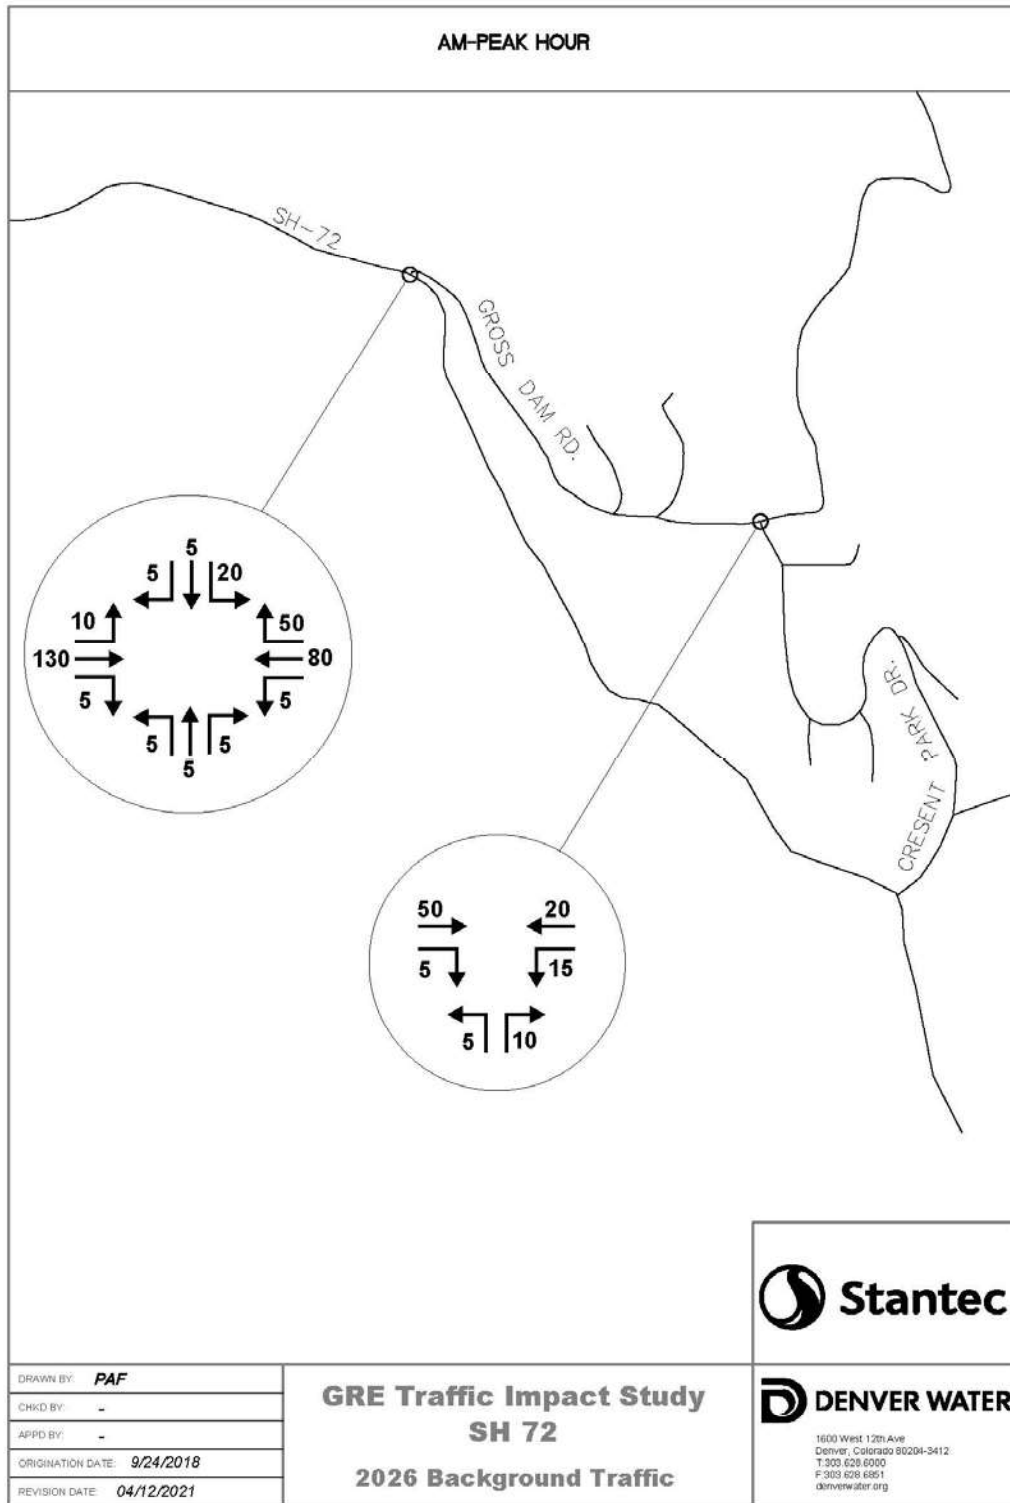 AM-PEAK HOUR
SH-72
GROSS DAM RD.
5
5 20
10 50
130 80
5 5
5 5
5
CRESENT PARK DR.
50 20
5 15
5 10
Stantec
DRAWN BY: PAF
CHKD BY: -
APPD BY: -
ORIGINATION DATE: 9/24/2018
REVISION DATE: 04/12/2021
GRE Traffic Impact Study
SH 72
2026 Background Traffic
DENVER WATER
1600 West 12th Ave
Denver, Colorado 80204-3412
T:303.628.6000
F:303.628.6851
denverwater.org